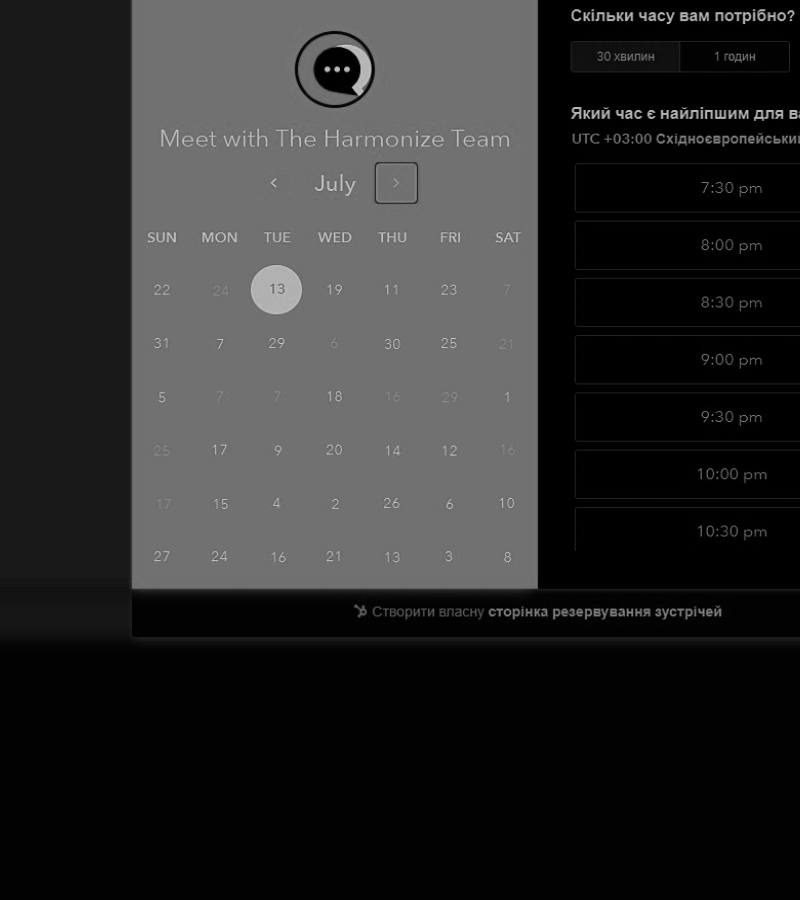 Скільки часу вам потрібно?
30 хвилин 1 годин
Meet with The Harmonize Team
‹ July ›
SUN MON TUE WED THU FRI SAT
22 24 13 19 11 23 7
31 7 29 6 30 25 21
5 7 7 18 16 29 1
25 17 9 20 14 12 16
17 15 4 2 26 6 10
27 24 16 21 13 3 8
Який час є найліпшим для
UTC +03:00
7:30 pm
8:00 pm
8:30 pm
9:00 pm
9:30 pm
10:00 pm
10:30 pm
Створити власну сторінка резервування зустрічей